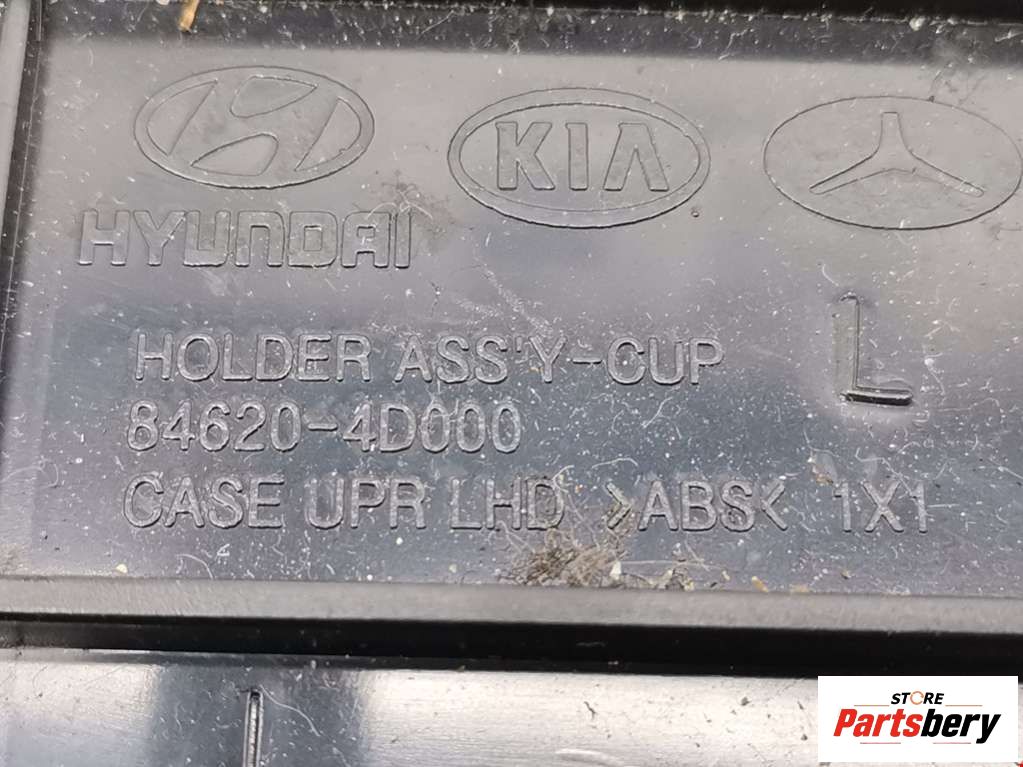 KIA
HYUNDAI
HOLDER ASS'Y-CUP
L
84620-4D000
CASE UPR LHD >ABS< 1X1
STORE
Partsbery